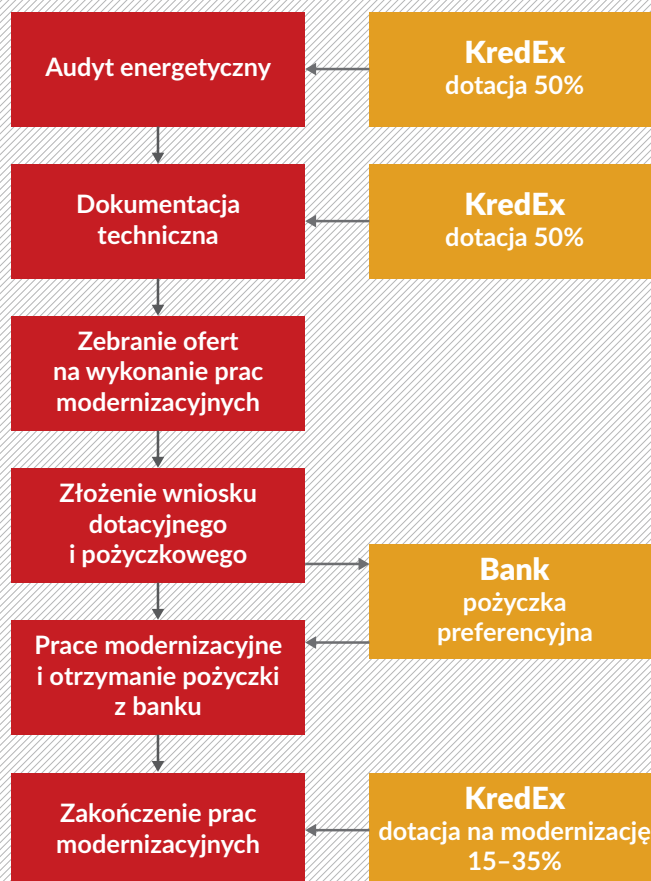 Audyt energetyczny
KredEx
dotacja 50%
Dokumentacja
techniczna
KredEx
dotacja 50%
Zebranie ofert
na wykonanie prac
modernizacyjnych
Złożenie wniosku
dotacyjnego
i pożyczkowego
Bank
pożyczka
preferencyjna
Prace modernizacyjne
i otrzymanie pożyczki
z banku
Zakończenie prac
modernizacyjnych
KredEx
dotacja na modernizację
15–35%